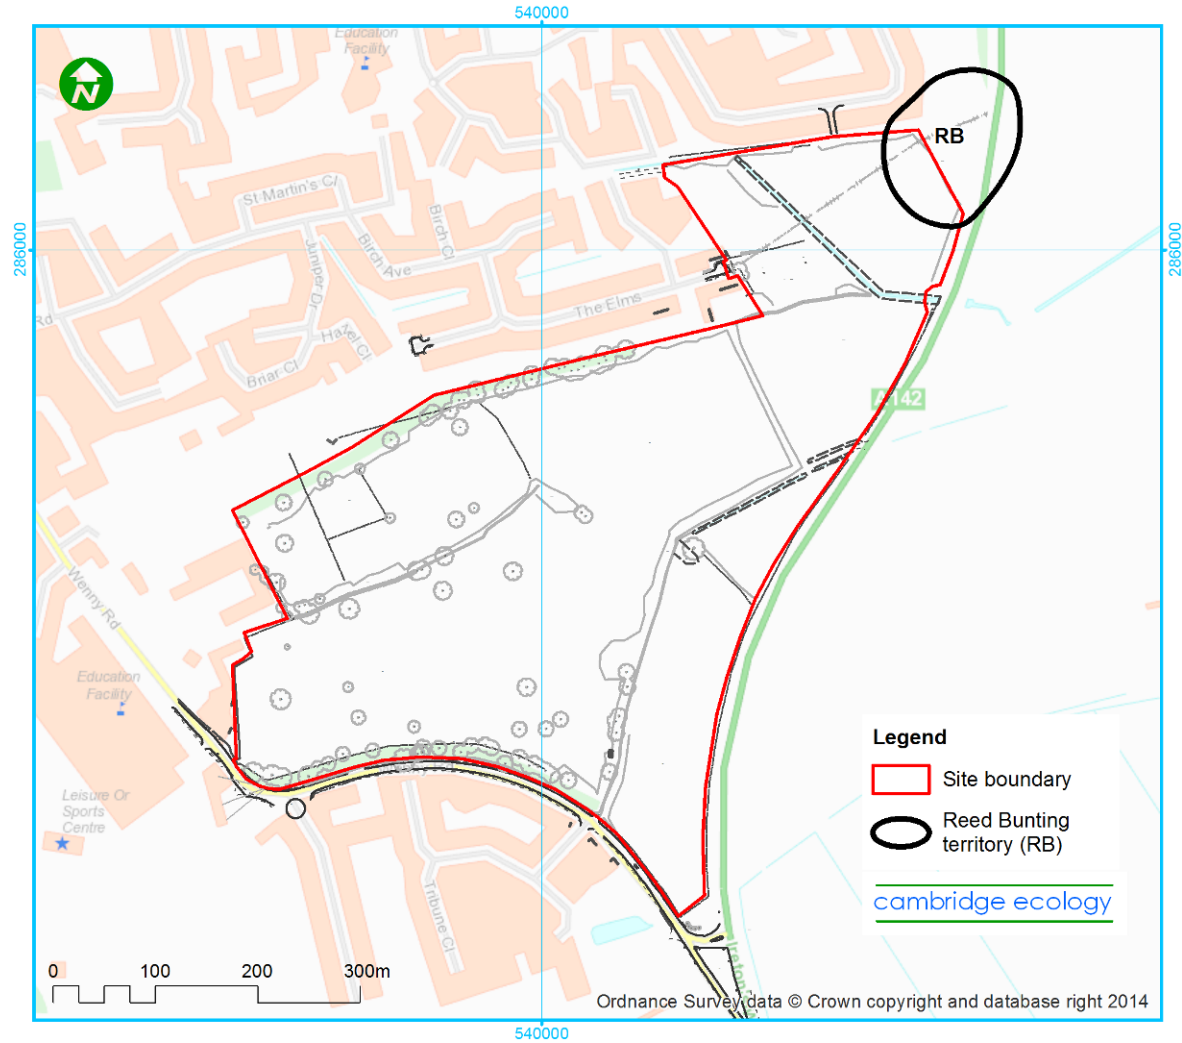 540000
Education
Facility
N
RB
St Martin's Cl
Birch Cl
Birch Ave
Juniper Dr
286000
286000
The Elms
Rd
Hazel Cl
Briar Cl
A142
Wenny Rd
Education
Facility
Leisure Or
Sports
Centre
Tribune Cl
Legend
Site boundary
Reed Bunting
territory (RB)
cambridge ecology
0 100 200 300m
Ordnance Survey data © Crown copyright and database right 2014
540000